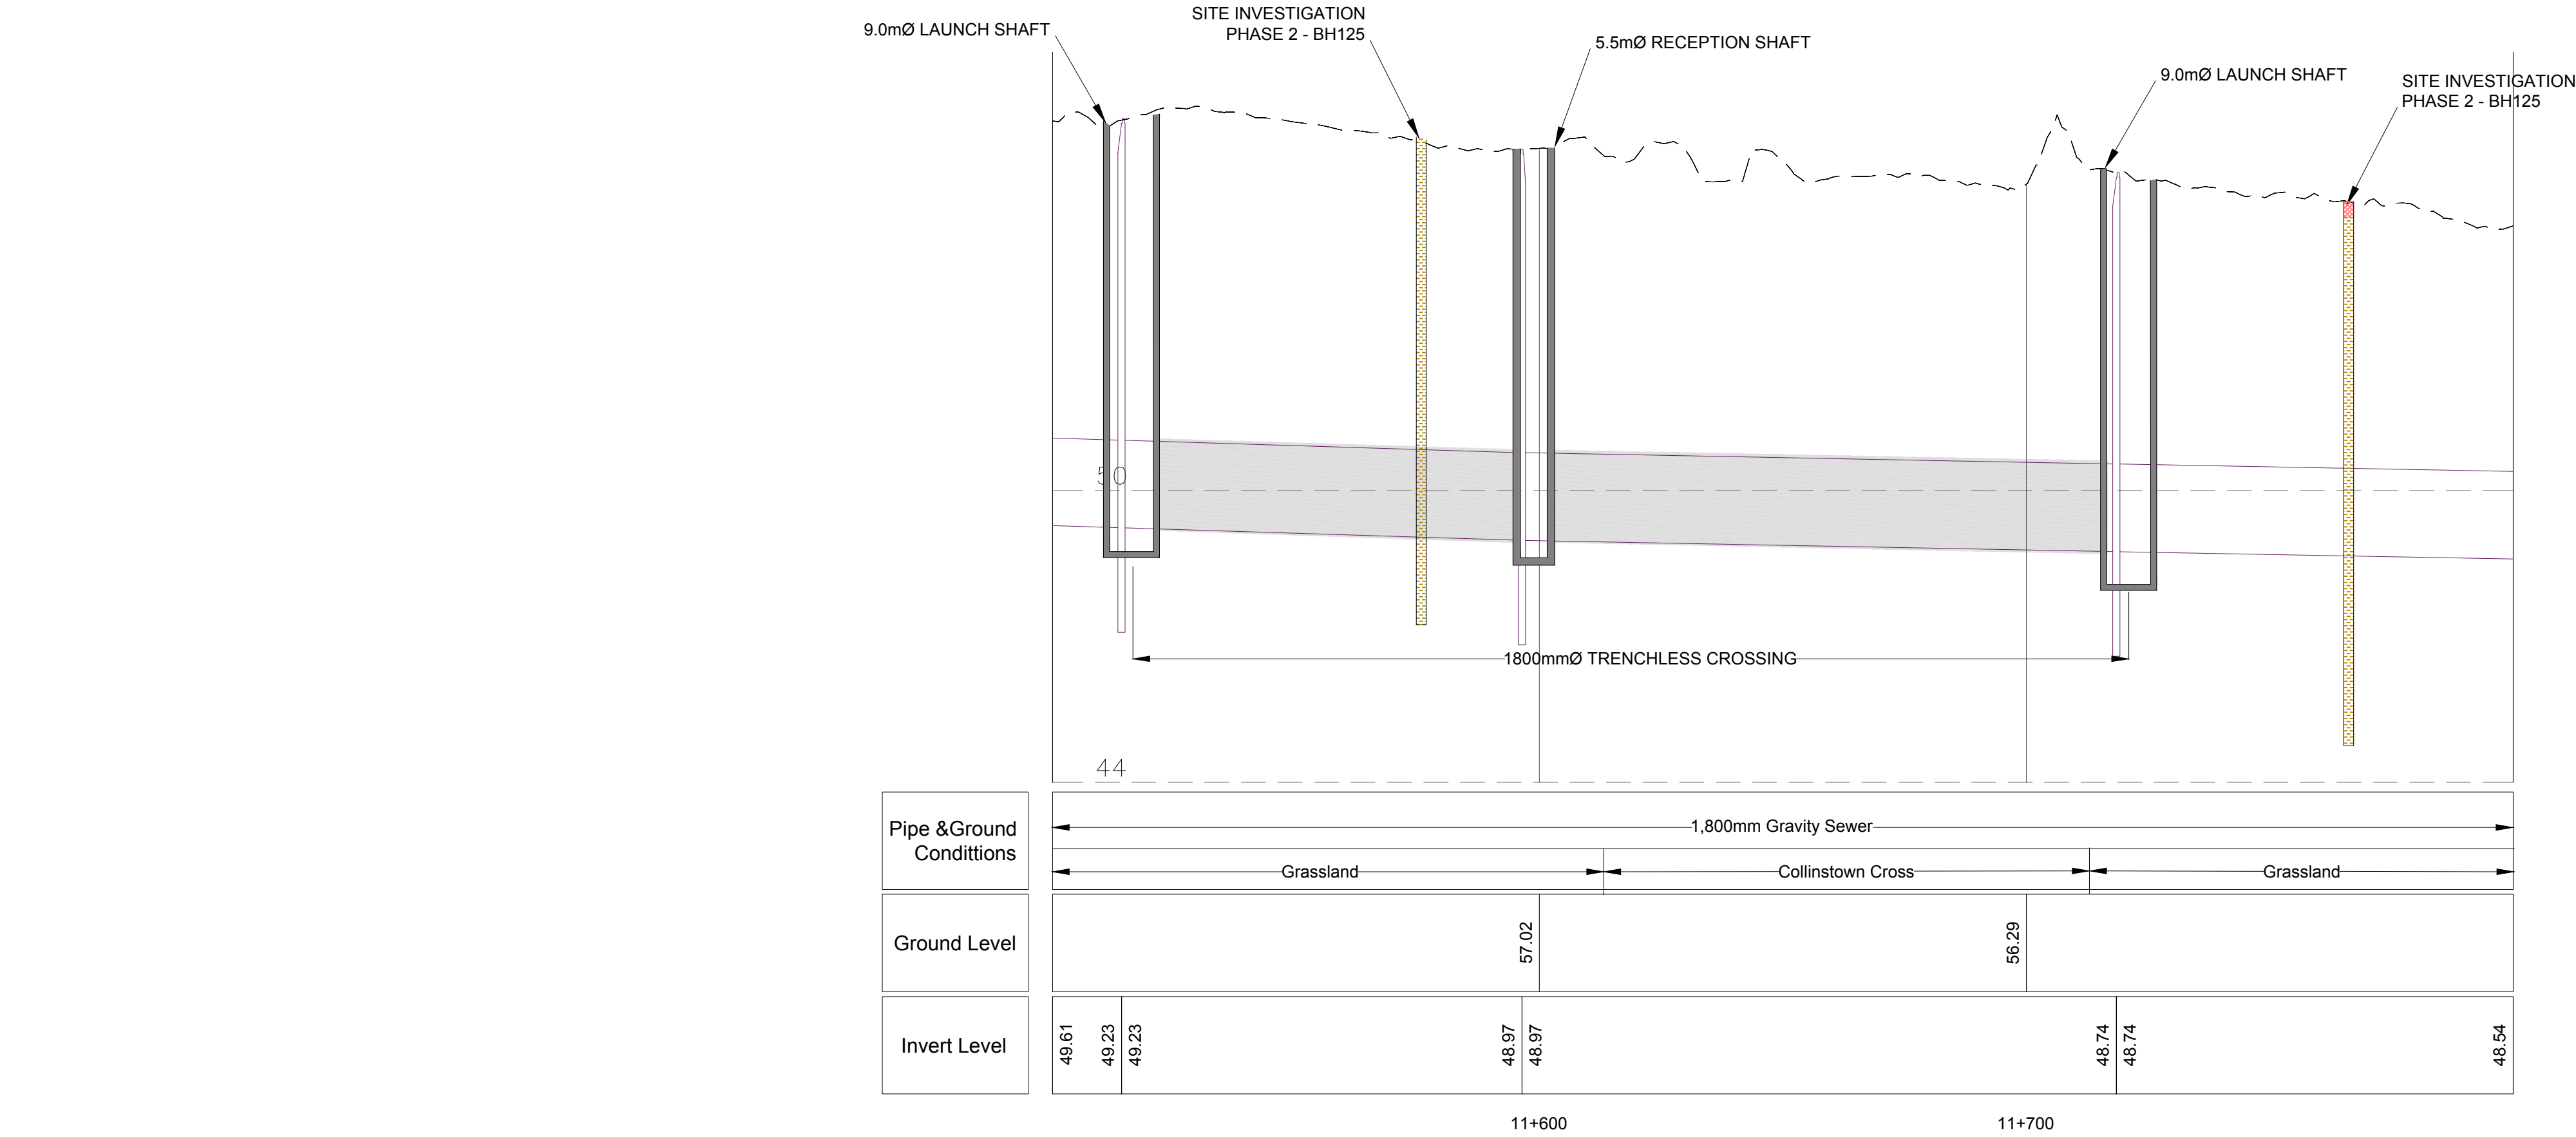 9.0mØ LAUNCH SHAFT
SITE INVESTIGATION
PHASE 2 - BH125
5.5mØ RECEPTION SHAFT
9.0mØ LAUNCH SHAFT
SITE INVESTIGATION
PHASE 2 - BH125
50
1800mmØ TRENCHLESS CROSSING
44
Pipe &Ground
Condittions
1,800mm Gravity Sewer
Grassland
Collinstown Cross
Grassland
Ground Level
57.02
56.29
Invert Level
49.61
49.23
49.23
48.97
48.97
48.74
48.74
48.54
11+600
11+700